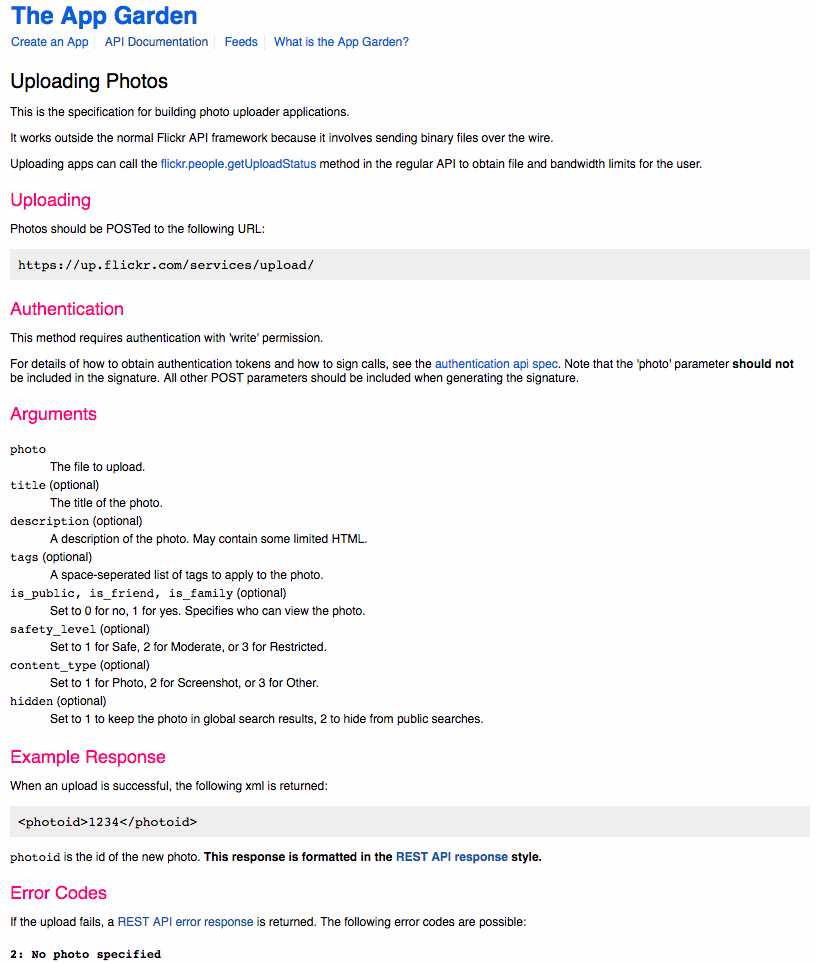 The App Garden
Create an App API Documentation Feeds What is the App Garden?
Uploading Photos
This is the specification for building photo uploader applications.
It works outside the normal Flickr API framework because it involves sending binary files over the wire.
Uploading apps can call the flickr.people.getUploadStatus method in the regular API to obtain file and bandwidth limits for the user.
Uploading
Photos should be POSTed to the following URL:
https://up.flickr.com/services/upload/
Authentication
This method requires authentication with 'write' permission.
For details of how to obtain authentication tokens and how to sign calls, see the authentication api spec. Note that the 'photo' parameter should not
be included in the signature. All other POST parameters should be included when generating the signature.
Arguments
photo
The file to upload.
title (optional)
The title of the photo.
description (optional)
A description of the photo. May contain some limited HTML.
tags (optional)
A space-seperated list of tags to apply to the photo.
is_public, is_friend, is_family (optional)
Set to 0 for no, 1 for yes. Specifies who can view the photo.
safety_level (optional)
Set to 1 for Safe, 2 for Moderate, or 3 for Restricted.
content_type (optional)
Set to 1 for Photo, 2 for Screenshot, or 3 for Other.
hidden (optional)
Set to 1 to keep the photo in global search results, 2 to hide from public searches.
Example Response
When an upload is successful, the following xml is returned:
<photoid>1234</photoid>
photoid is the id of the new photo. This response is formatted in the REST API response style.
Error Codes
If the upload fails, a REST API error response is returned. The following error codes are possible:
2: No photo specified